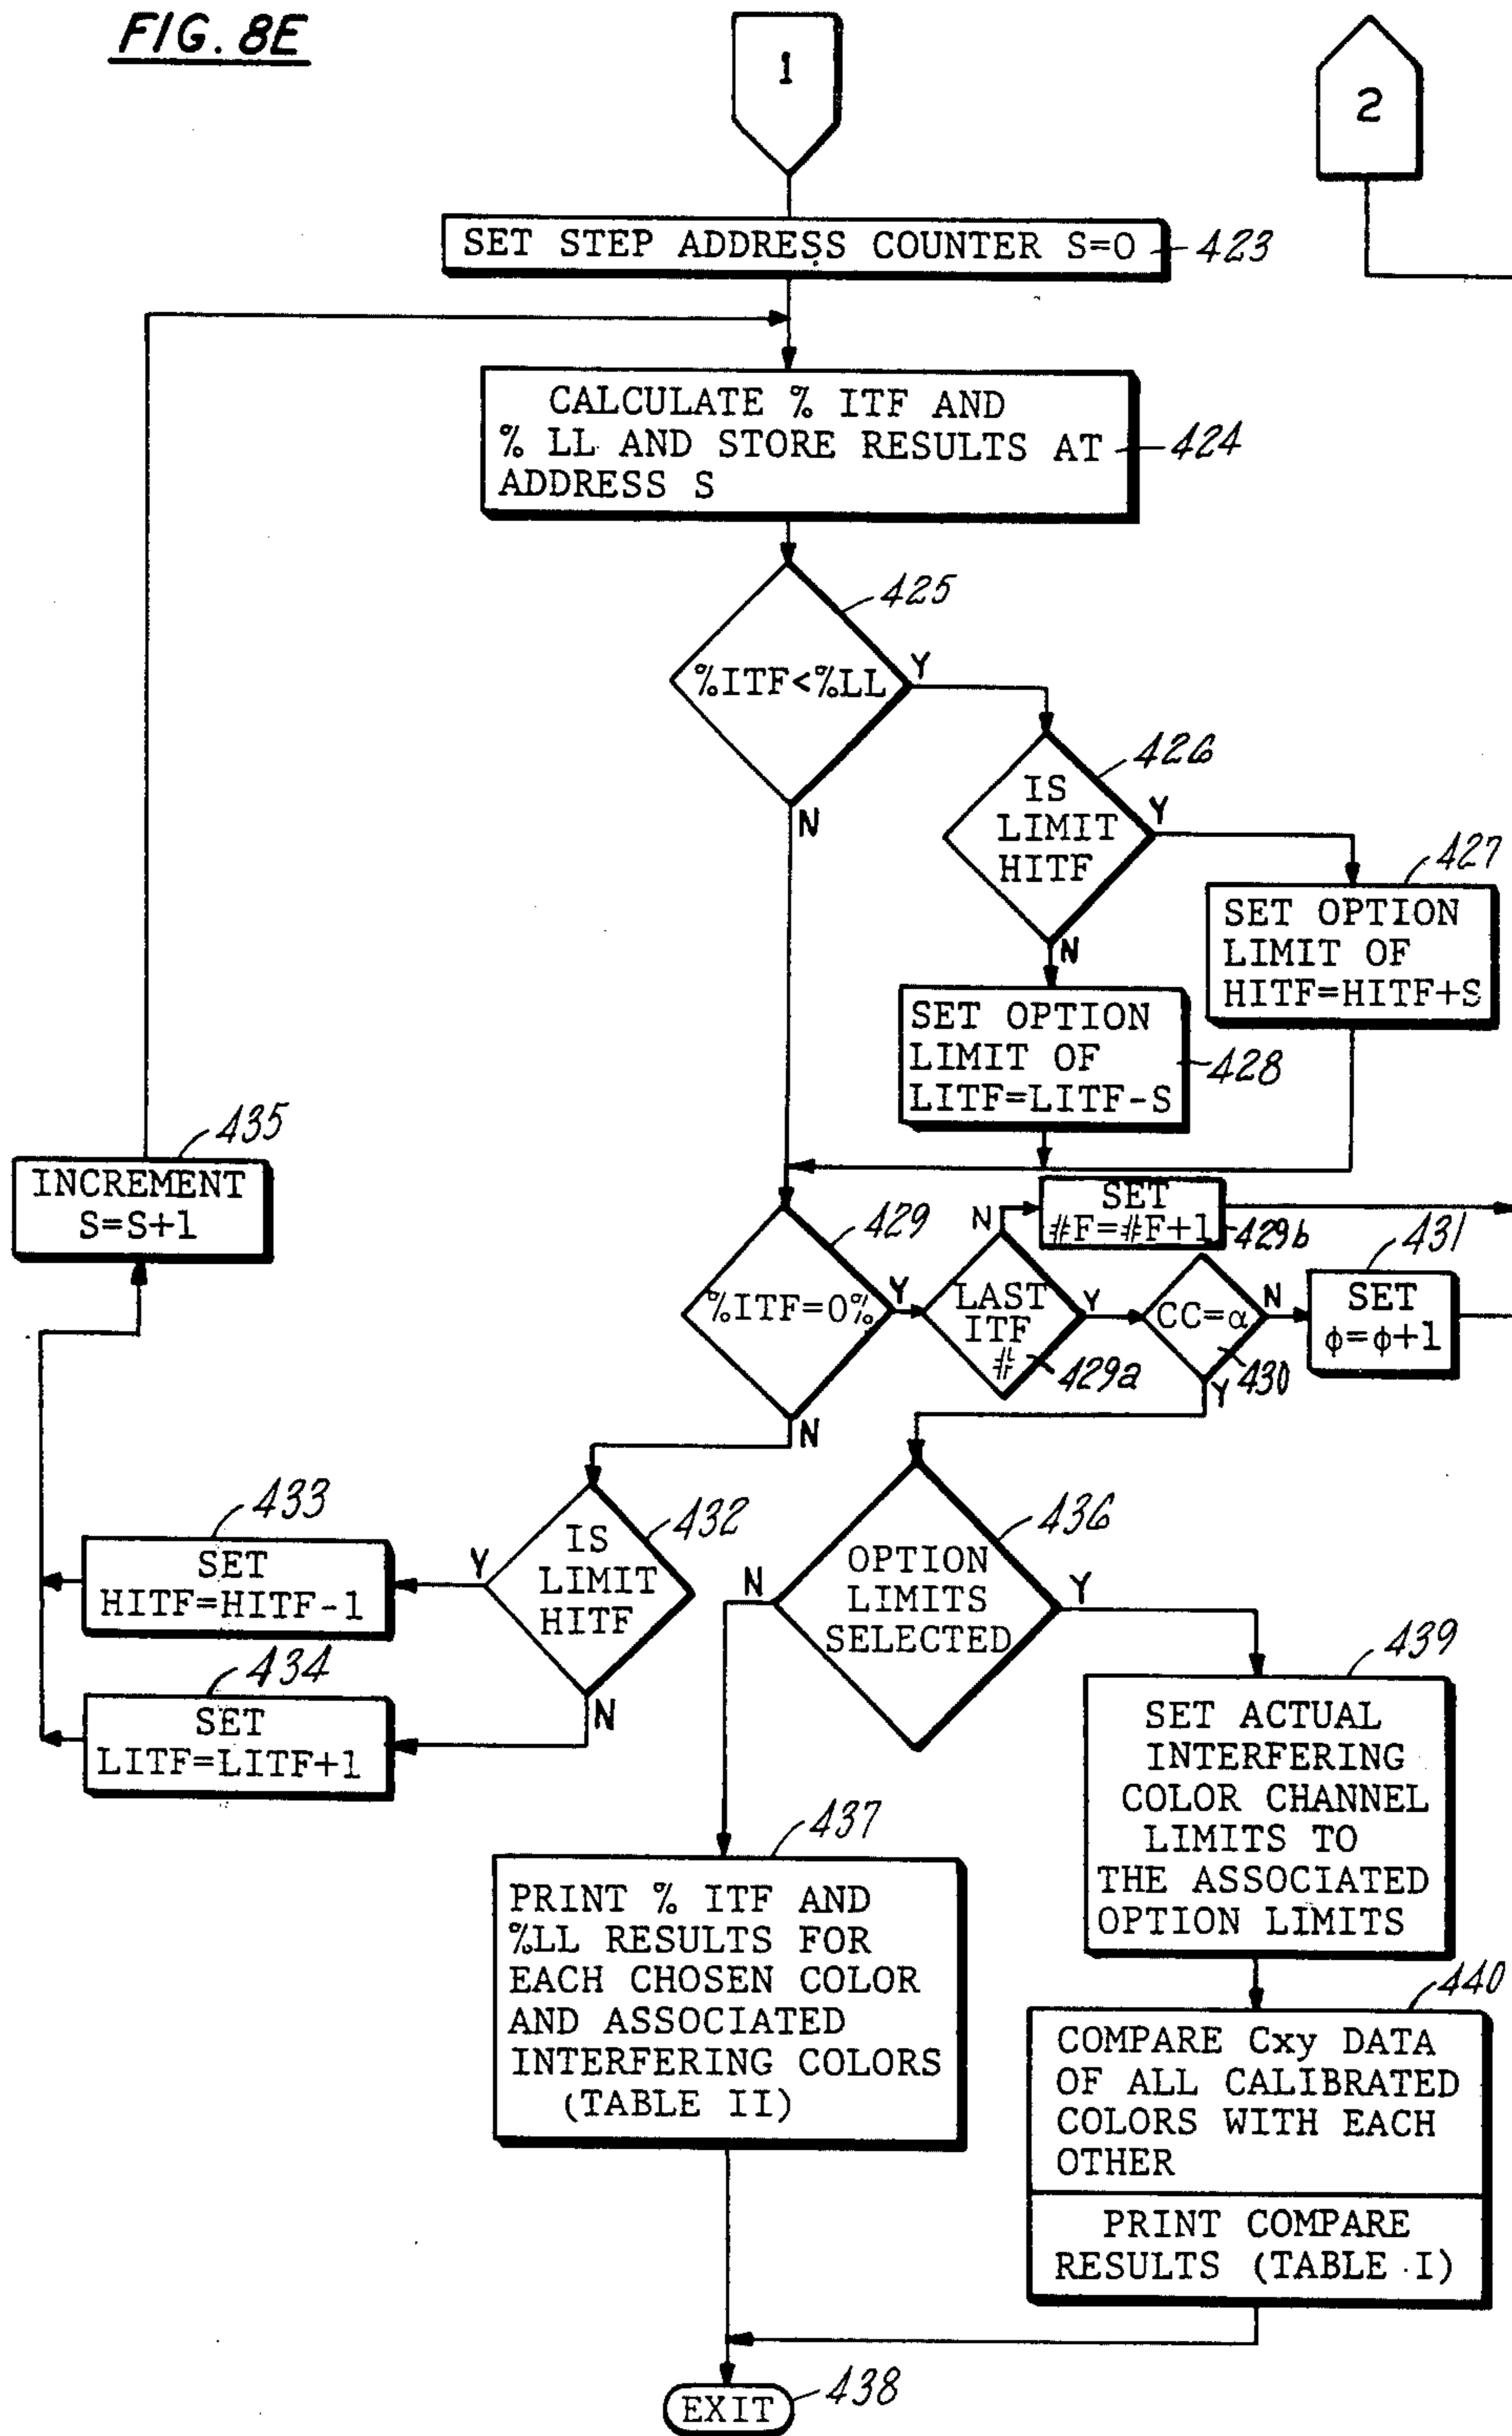 FIG. 8E
1
2
SET STEP ADDRESS COUNTER S=0
423
CALCULATE % ITF AND
% LL AND STORE RESULTS AT
ADDRESS S
424
425
%ITF<%LL
Y
N
426
IS
LIMIT
HITF
Y
N
427
SET OPTION
LIMIT OF
HITF=HITF+S
SET OPTION
LIMIT OF
LITF=LITF-S
428
435
INCREMENT
S=S+1
429
%ITF=0%
Y
N
SET
#F=#F+1
429b
N
LAST
ITF
#
429a
Y
CC=α
430
N
Y
431
SET
ϕ=ϕ+1
433
SET
HITF=HITF-1
Y
IS
LIMIT
HITF
432
N
434
SET
LITF=LITF+1
436
OPTION
LIMITS
SELECTED
N
Y
437
PRINT % ITF AND
%LL RESULTS FOR
EACH CHOSEN COLOR
AND ASSOCIATED
INTERFERING COLORS
(TABLE II)
439
SET ACTUAL
INTERFERING
COLOR CHANNEL
LIMITS TO
THE ASSOCIATED
OPTION LIMITS
440
COMPARE Cxy DATA
OF ALL CALIBRATED
COLORS WITH EACH
OTHER
PRINT COMPARE
RESULTS (TABLE I)
EXIT
438